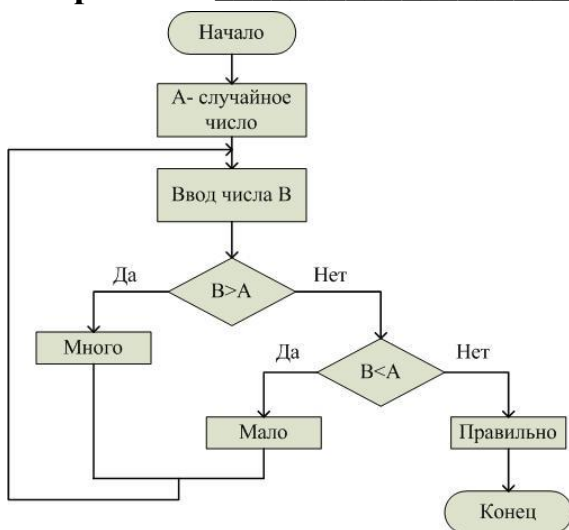 Начало
А- случайное
число
Ввод числа В
Да
Нет
В>А
Много
Да
Нет
В<А
Мало
Правильно
Конец